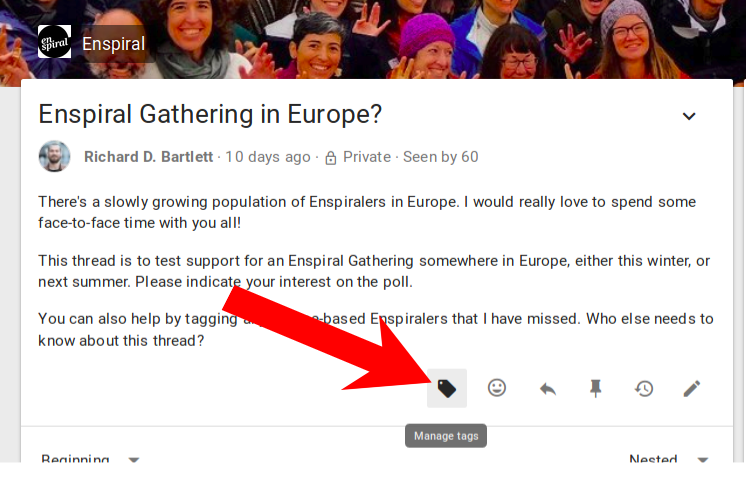 en
spiral
Enspiral
Enspiral Gathering in Europe?
Richard D. Bartlett · 10 days ago · Private · Seen by 60
There's a slowly growing population of Enspiralers in Europe. I would really love to spend some
face-to-face time with you all!
This thread is to test support for an Enspiral Gathering somewhere in Europe, either this winter, or
next summer. Please indicate your interest on the poll.
You can also help by tagging -based Enspiralers that I have missed. Who else needs to
know about this thread?
Manage tags
Beginning
Nested